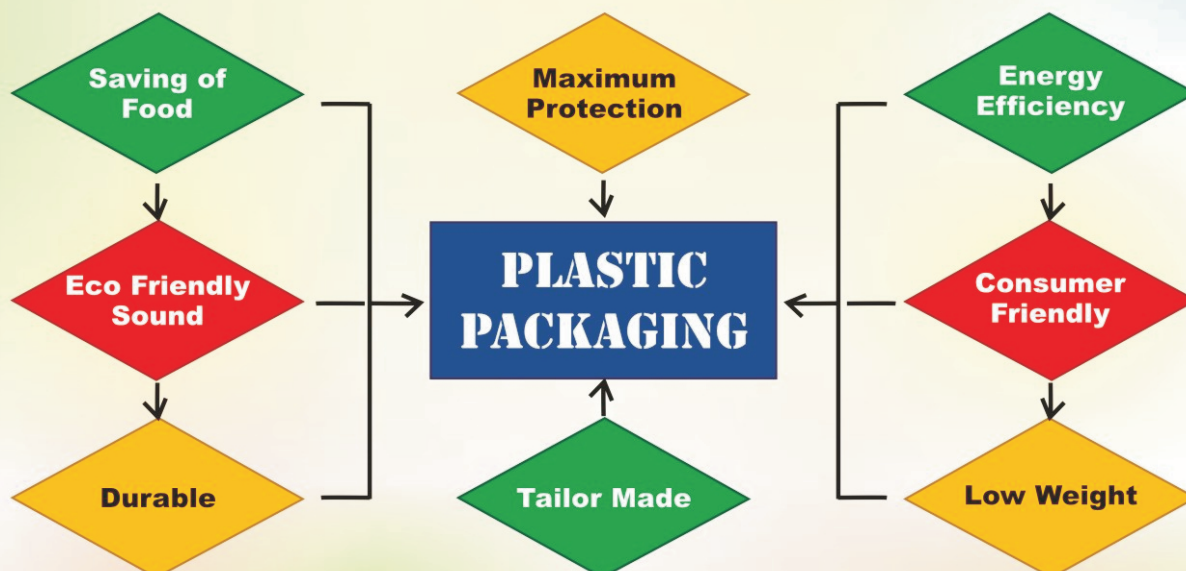 Saving of
Food
Maximum
Protection
Energy
Efficiency
Eco Friendly
Sound
PLASTIC
PACKAGING
Consumer
Friendly
Durable
Tailor Made
Low Weight